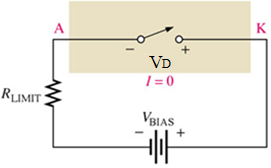 A K
− +
VD
I = 0
RLIMIT
VBIAS
− +